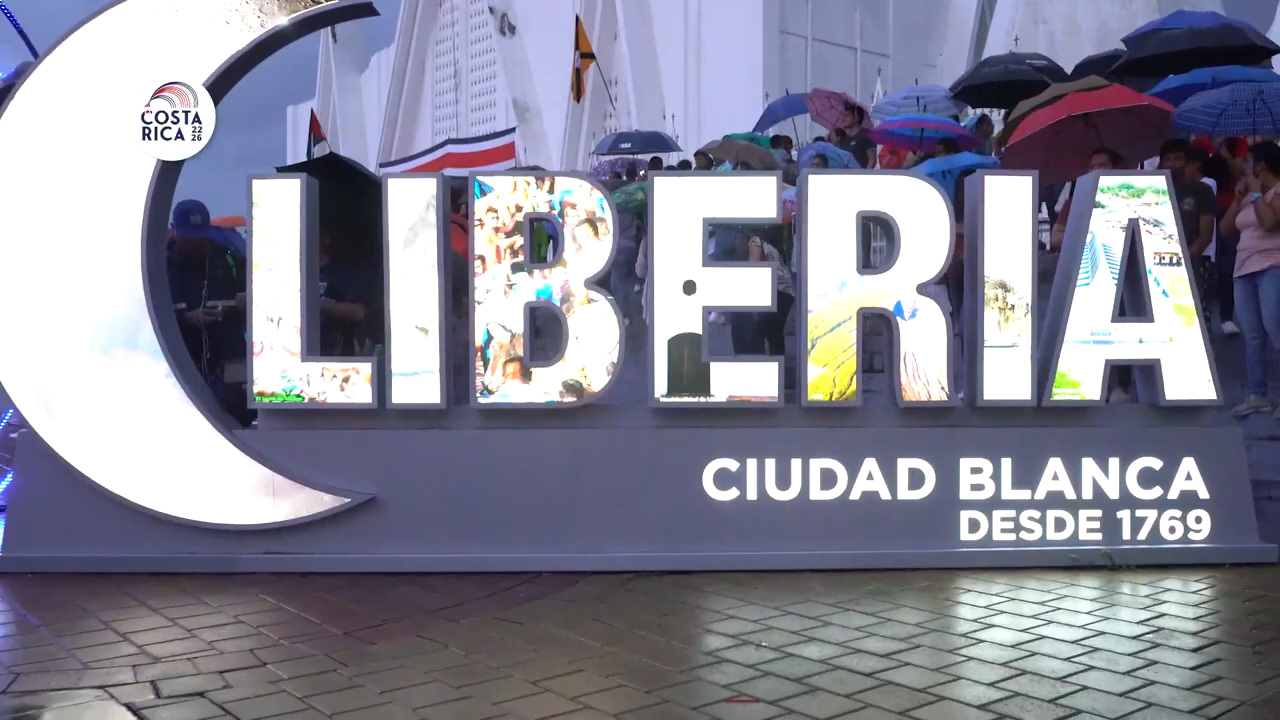 COSTA
RICA 22
26
LIBERIA
CIUDAD BLANCA
DESDE 1769